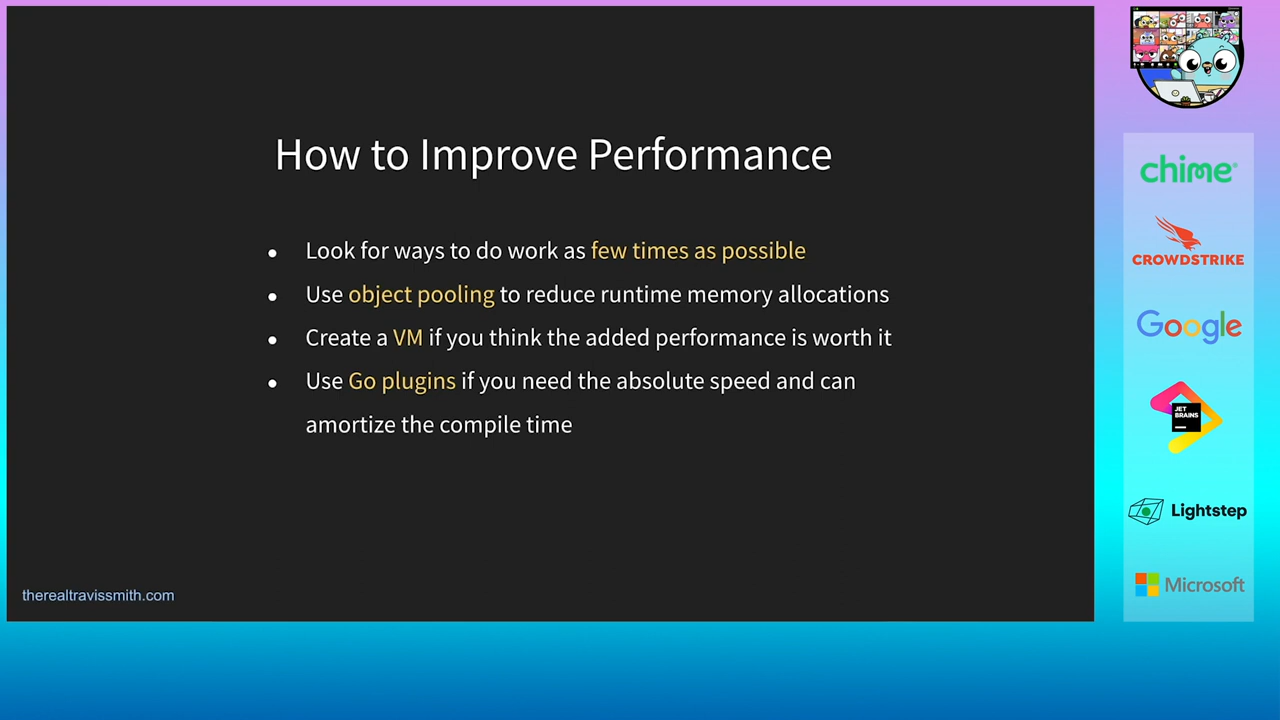 How to Improve Performance
● Look for ways to do work as few times as possible
● Use object pooling to reduce runtime memory allocations
● Create a VM if you think the added performance is worth it
● Use Go plugins if you need the absolute speed and can
amortize the compile time
therealtravissmith.com
chime®
CROWDSTRIKE
Google
JET
BRAINS
Lightstep
Microsoft